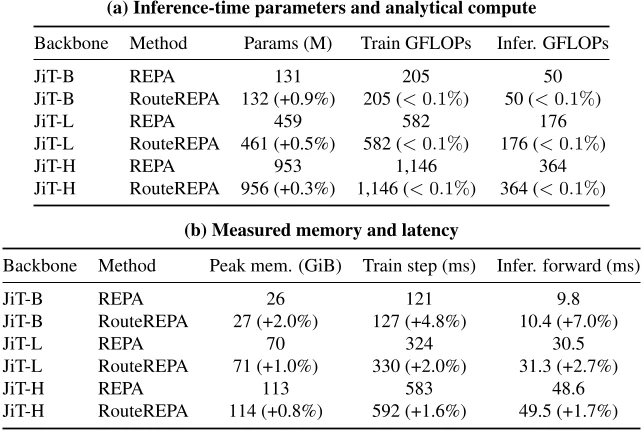 (a) Inference-time parameters and analytical compute
Backbone Method Params (M) Train GFLOPs Infer. GFLOPs
JiT-B REPA 131 205 50
JiT-B RouteREPA 132 (+0.9%) 205 (< 0.1%) 50 (< 0.1%)
JiT-L REPA 459 582 176
JiT-L RouteREPA 461 (+0.5%) 582 (< 0.1%) 176 (< 0.1%)
JiT-H REPA 953 1,146 364
JiT-H RouteREPA 956 (+0.3%) 1,146 (< 0.1%) 364 (< 0.1%)
(b) Measured memory and latency
Backbone Method Peak mem. (GiB) Train step (ms) Infer. forward (ms)
JiT-B REPA 26 121 9.8
JiT-B RouteREPA 27 (+2.0%) 127 (+4.8%) 10.4 (+7.0%)
JiT-L REPA 70 324 30.5
JiT-L RouteREPA 71 (+1.0%) 330 (+2.0%) 31.3 (+2.7%)
JiT-H REPA 113 583 48.6
JiT-H RouteREPA 114 (+0.8%) 592 (+1.6%) 49.5 (+1.7%)